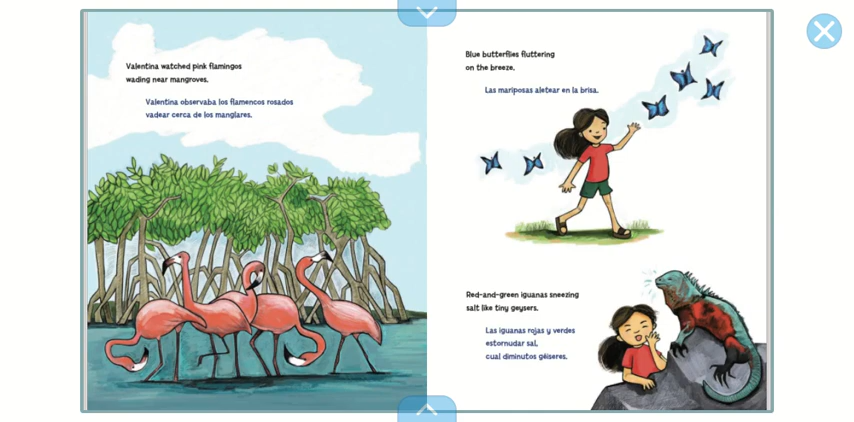 Valentina watched pink flamingos
wading near mangroves.
Valentina observaba los flamencos rosados
vadear cerca de los manglares.
Blue butterflies fluttering
on the breeze.
Las mariposas aletear en la brisa.
Red-and-green iguanas sneezing
salt like tiny geysers.
Las iguanas rojas y verdes
estornudar sal,
cual diminutos géiseres.